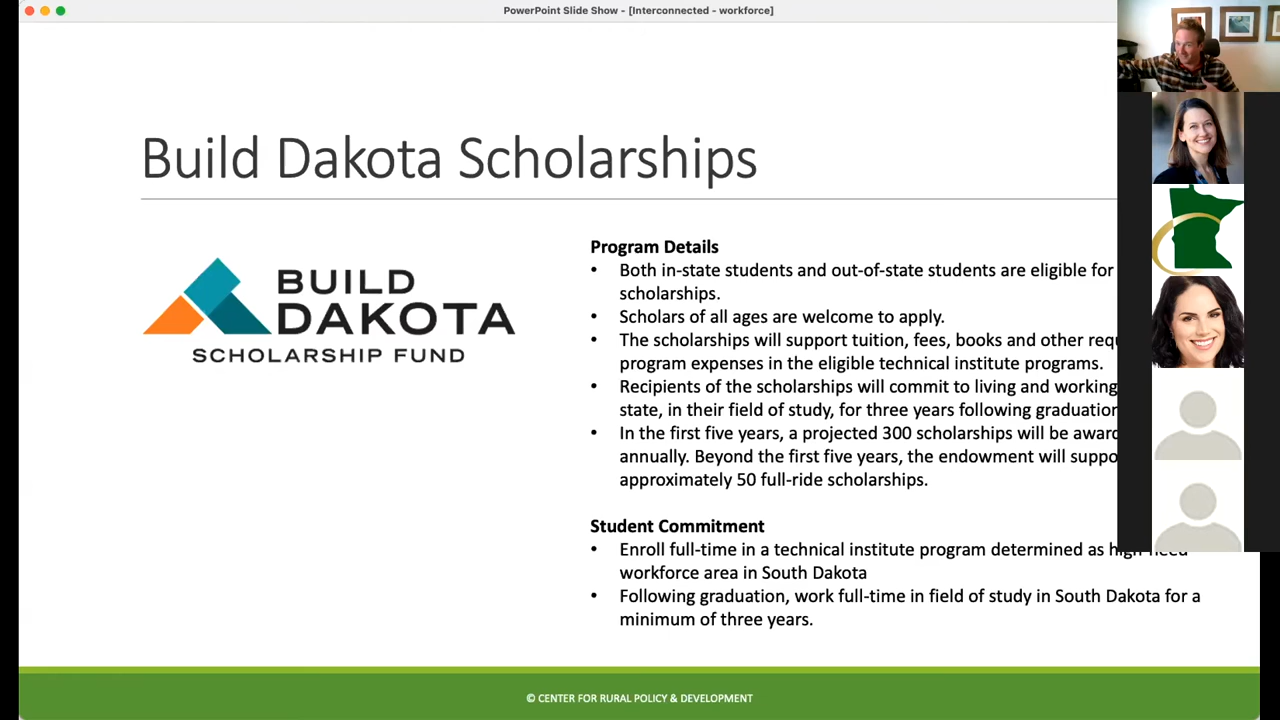 PowerPoint Slide Show - [Interconnected - workforce]
Build Dakota Scholarships
BUILD
DAKOTA
SCHOLARSHIP FUND
Program Details
• Both in-state students and out-of-state students are eligible for
scholarships.
• Scholars of all ages are welcome to apply.
• The scholarships will support tuition, fees, books and other
program expenses in the eligible technical institute programs.
• Recipients of the scholarships will commit to living and working
state, in their field of study, for three years following graduation
• In the first five years, a projected 300 scholarships will be
annually. Beyond the first five years, the endowment will
approximately 50 full-ride scholarships.
Student Commitment
• Enroll full-time in a technical institute program determined as high-need
workforce area in South Dakota
• Following graduation, work full-time in field of study in South Dakota for a
minimum of three years.
© CENTER FOR RURAL POLICY & DEVELOPMENT